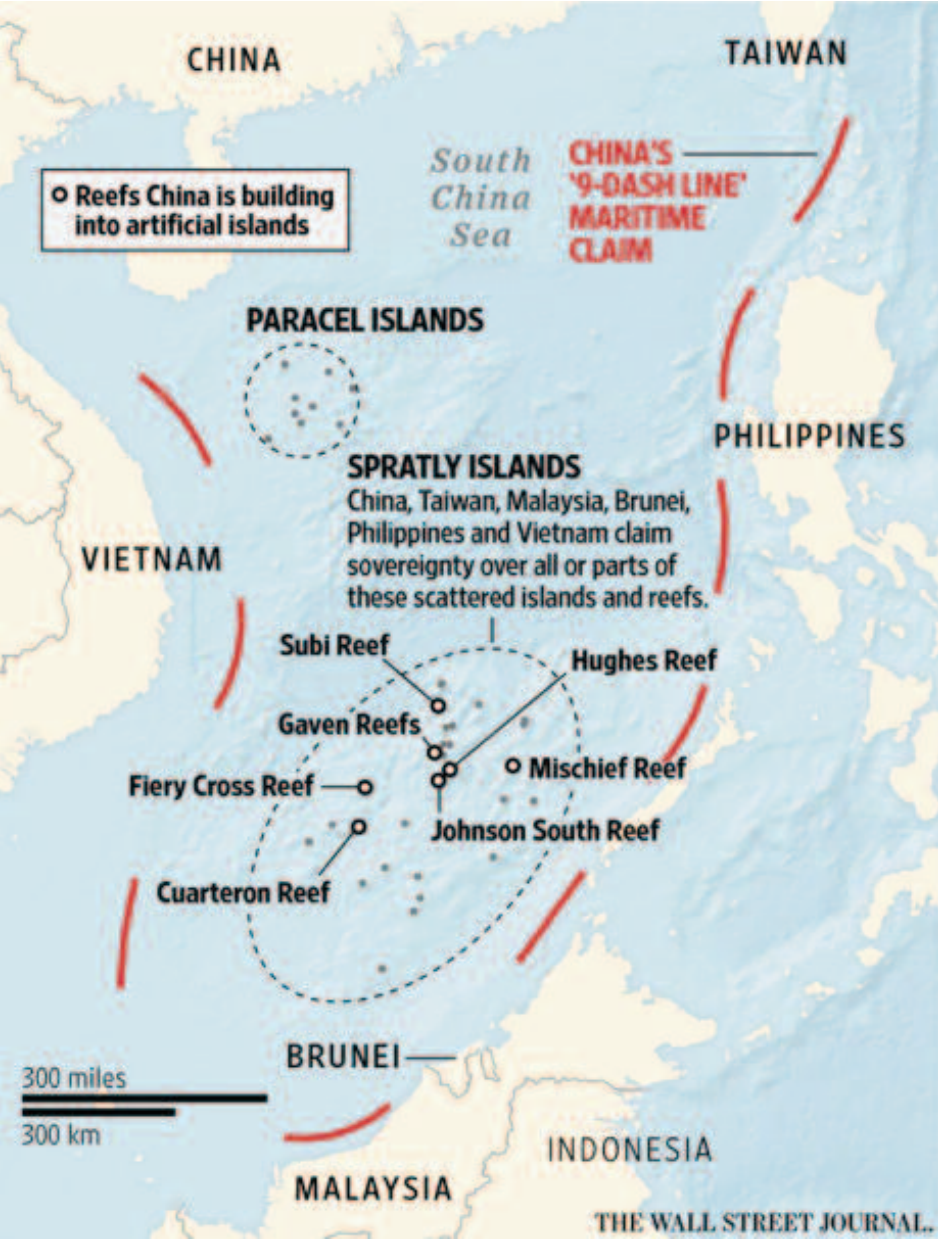 CHINA
TAIWAN
South
China
Sea
CHINA'S
'9-DASH LINE'
MARITIME
CLAIM
Reefs China is building
into artificial islands
PARACEL ISLANDS
PHILIPPINES
SPRATLY ISLANDS
China, Taiwan, Malaysia, Brunei,
Philippines and Vietnam claim
sovereignty over all or parts of
these scattered islands and reefs.
VIETNAM
Subi Reef
Hughes Reef
Gaven Reefs
Mischief Reef
Fiery Cross Reef
Johnson South Reef
Cuarteron Reef
BRUNEI
300 miles
300 km
INDONESIA
MALAYSIA
THE WALL STREET JOURNAL.